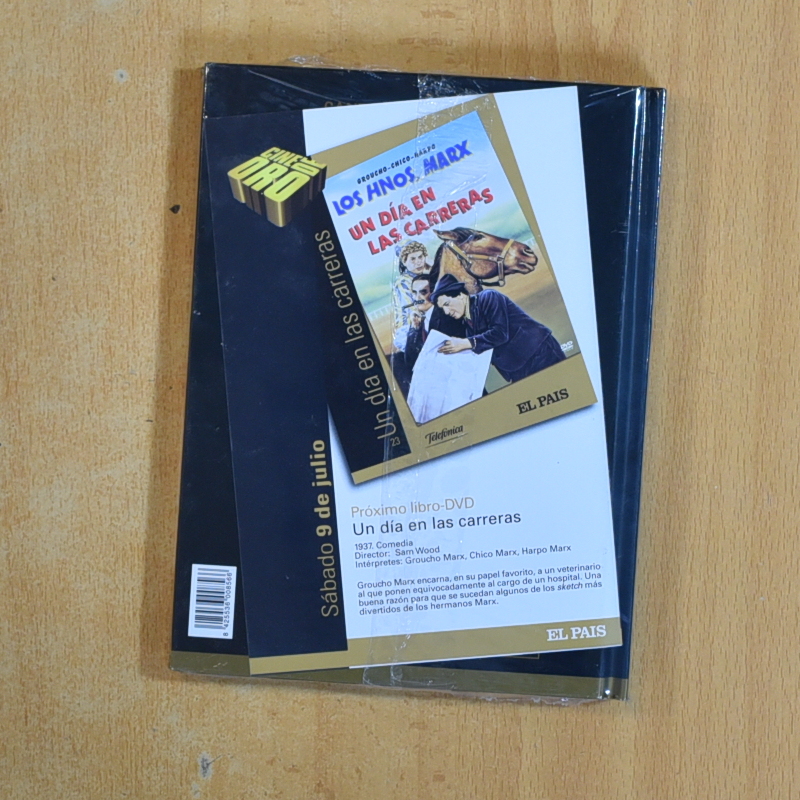 CINE DE ORO
GROUCHO-CHICO-HARPO
LOS HNOS. MARX
UN DÍA EN
LAS CARRERAS
Un día en las carreras
23
Telefónica
EL PAIS
Sábado 9 de julio
Próximo libro-DVD
Un día en las carreras
1937. Comedia
Director: Sam Wood
Intérpretes: Groucho Marx, Chico Marx, Harpo Marx
Groucho Marx encarna, en su papel favorito, a un veterinario
al que ponen equivocadamente al cargo de un hospital. Una
buena razón para que se sucedan algunos de los sketch más
divertidos de los hermanos Marx.
EL PAIS
8 425536 008568